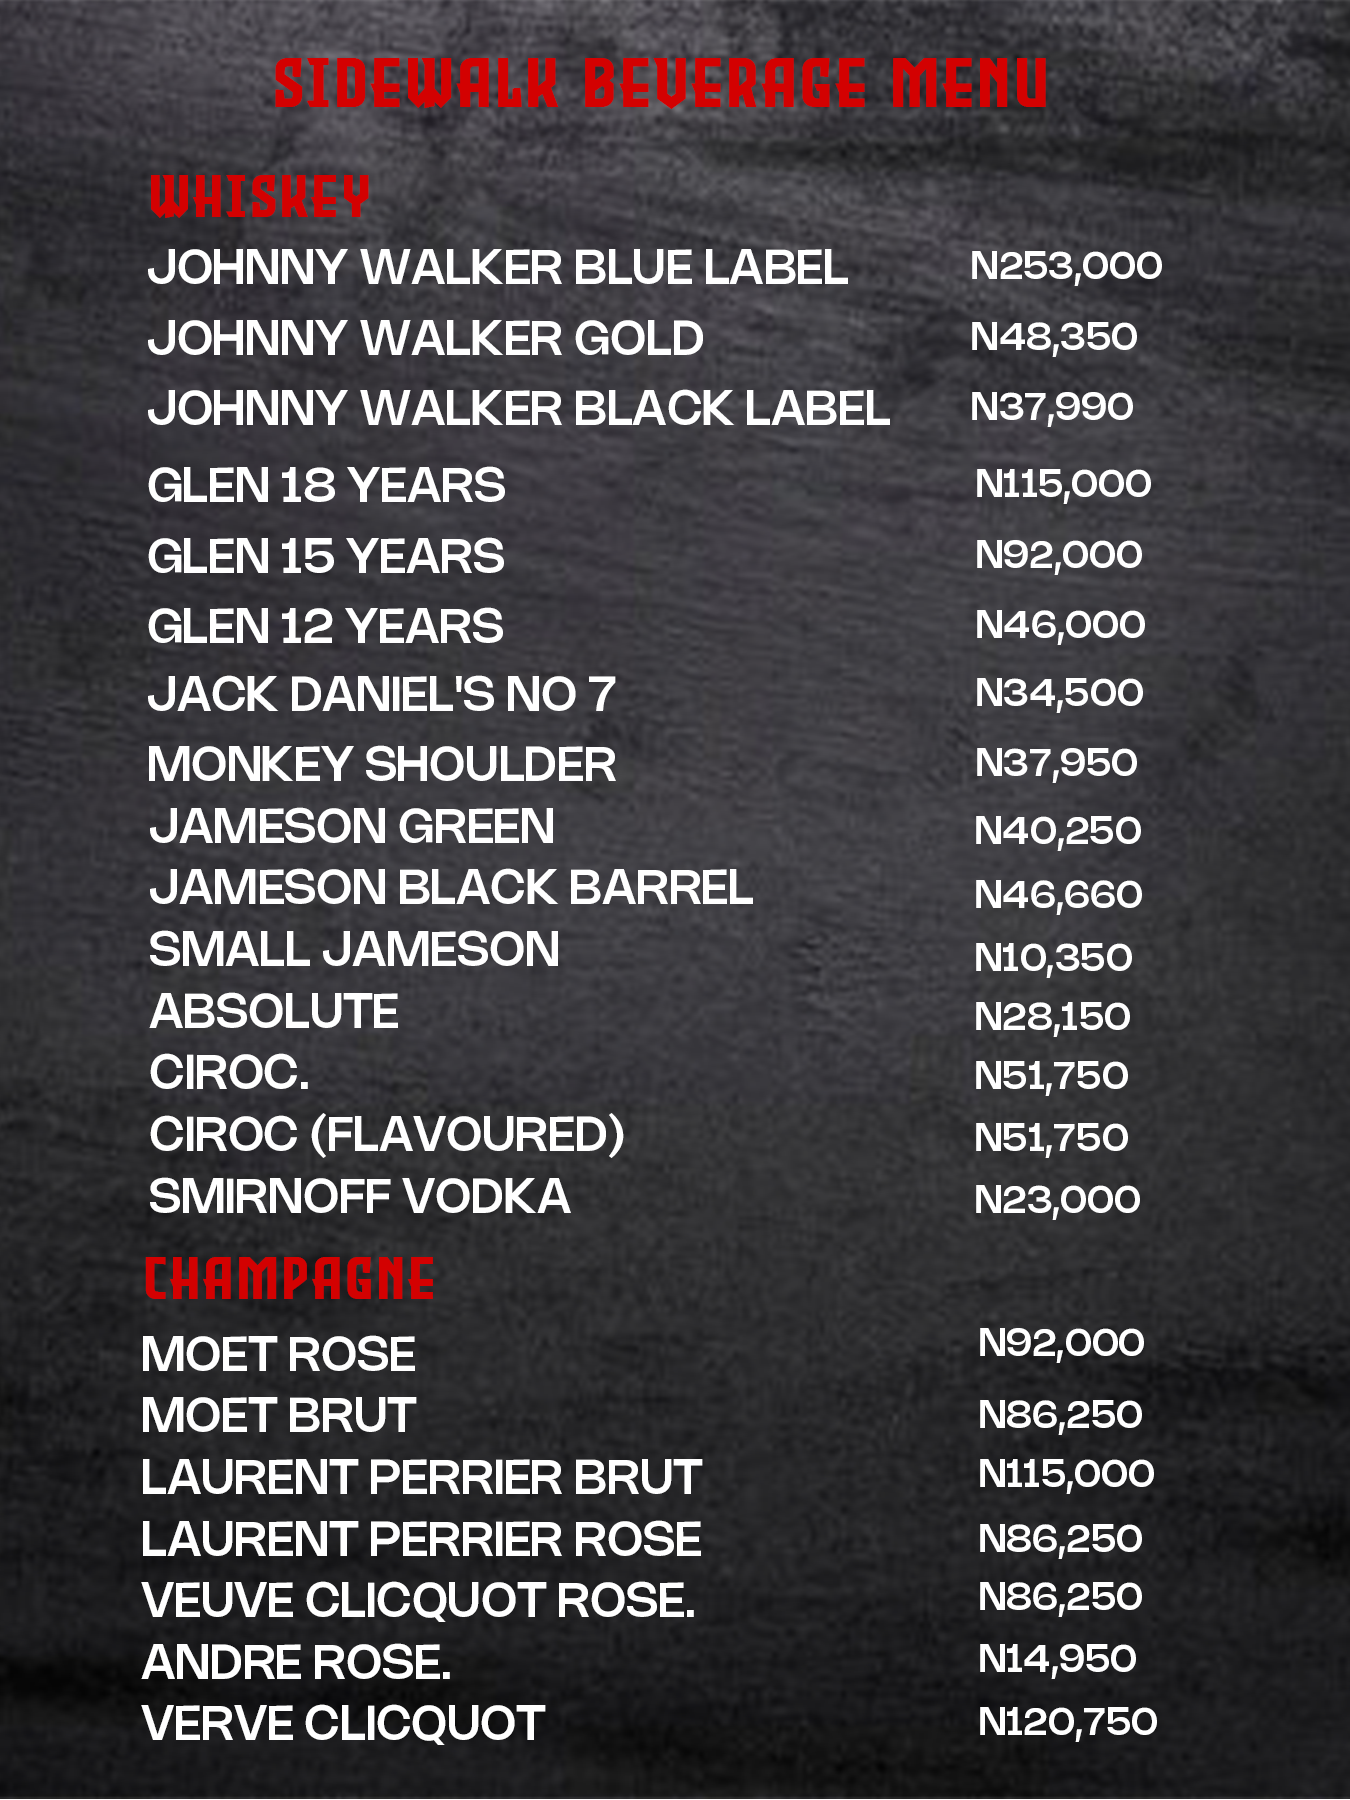 SIDEWALK BEVERAGE MENU
WHISKEY
JOHNNY WALKER BLUE LABEL N253,000
JOHNNY WALKER GOLD N48,350
JOHNNY WALKER BLACK LABEL N37,990
GLEN 18 YEARS N115,000
GLEN 15 YEARS N92,000
GLEN 12 YEARS N46,000
JACK DANIEL'S NO 7 N34,500
MONKEY SHOULDER N37,950
JAMESON GREEN N40,250
JAMESON BLACK BARREL N46,660
SMALL JAMESON N10,350
ABSOLUTE N28,150
CIROC. N51,750
CIROC (FLAVOURED) N51,750
SMIRNOFF VODKA N23,000
CHAMPAGNE
MOET ROSE N92,000
MOET BRUT N86,250
LAURENT PERRIER BRUT N115,000
LAURENT PERRIER ROSE N86,250
VEUVE CLICQUOT ROSE. N86,250
ANDRE ROSE. N14,950
VERVE CLICQUOT N120,750